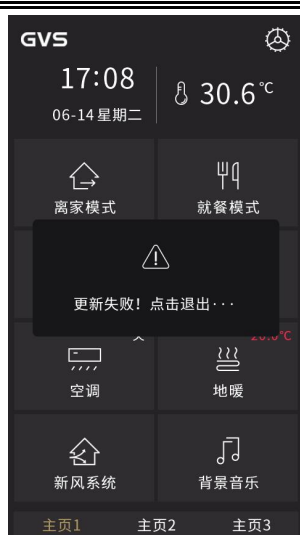 GVS
17:08
06-14 星期二
30.6℃
离家模式
就餐模式
更新失败！点击退出···
空调
地暖
新风系统
背景音乐
主页1
主页2
主页3